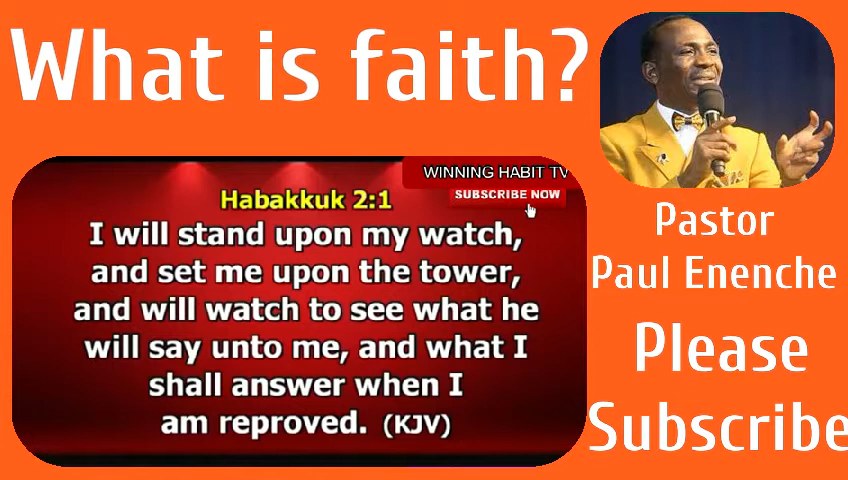 What is faith?
WINNING HABIT TV
SUBSCRIBE NOW
Habakkuk 2:1
I will stand upon my watch,
and set me upon the tower,
and will watch to see what he
will say unto me, and what I
shall answer when I
am reproved. (KJV)
Pastor
Paul Enenche
Please
Subscribe